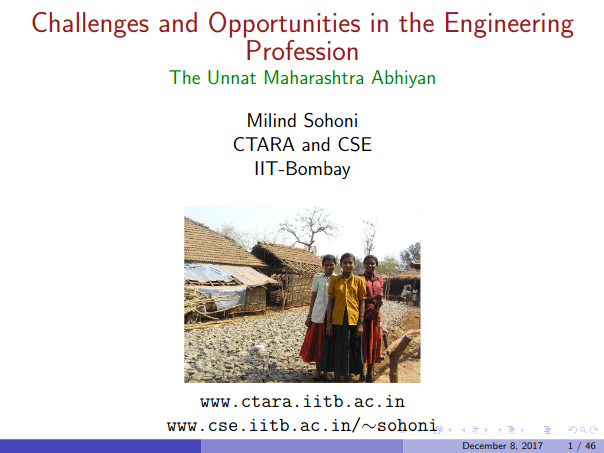 Challenges and Opportunities in the Engineering
Profession
The Unnat Maharashtra Abhiyan
Milind Sohoni
CTARA and CSE
IIT-Bombay
www.ctara.iitb.ac.in
www.cse.iitb.ac.in/∼sohoni
December 8, 2017 1 / 46